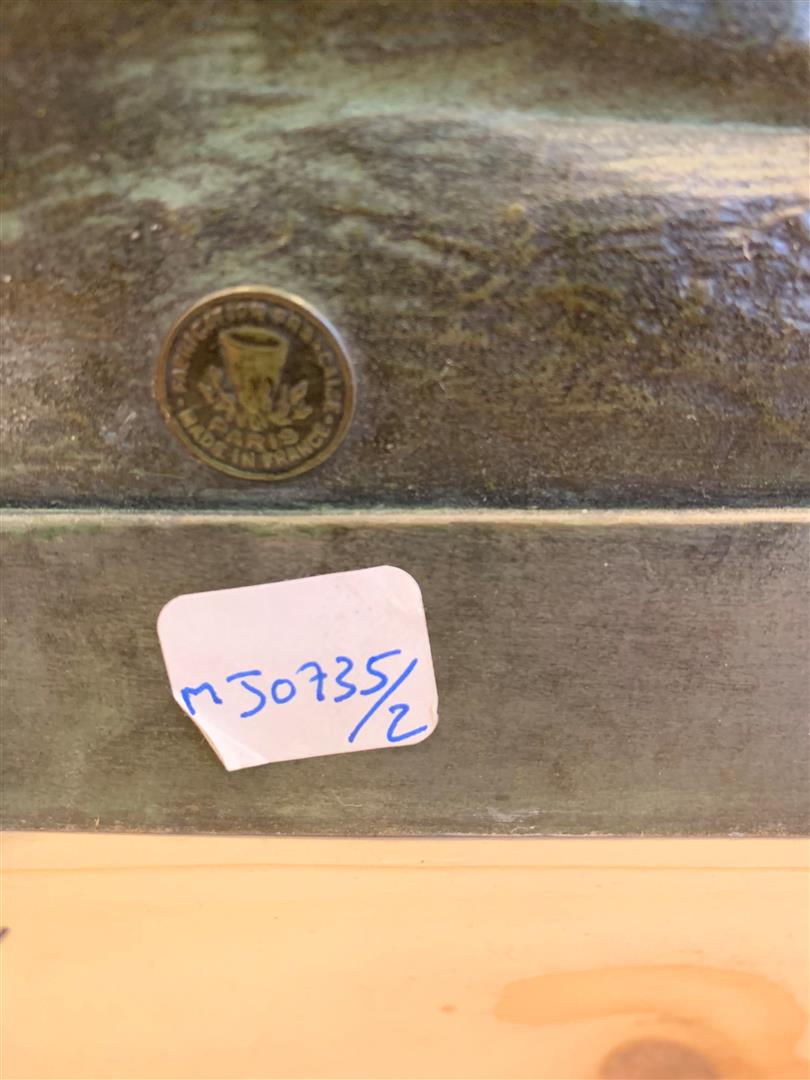 FABRICATION FRANÇAISE
PARIS
MADE IN FRANCE
MJ0735/2